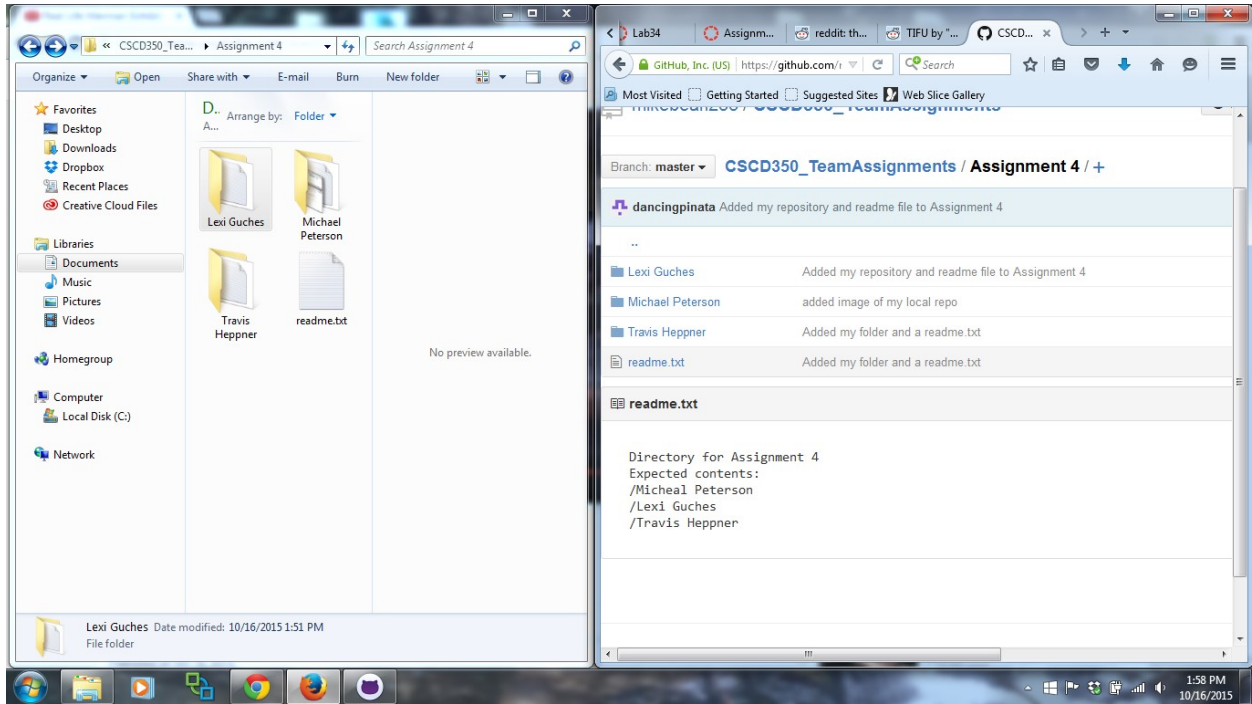 « CSCD350_Tea... ▸ Assignment 4
Search Assignment 4
Organize
Open
Share with
E-mail
Burn
New folder
Favorites
Desktop
Downloads
Dropbox
Recent Places
Creative Cloud Files
Libraries
Documents
Music
Pictures
Videos
Homegroup
Computer
Local Disk (C:)
Network
D..
A...
Arrange by: Folder
Lexi Guches
Michael
Peterson
Travis
Heppner
readme.txt
No preview available.
Lexi Guches Date modified: 10/16/2015 1:51 PM
File folder
Lab34
Assignm...
reddit: th...
TIFU by "...
CSCD...
GitHub, Inc. (US)
https://github.com/
Search
Most Visited
Getting Started
Suggested Sites
Web Slice Gallery
Branch: master
CSCD350_TeamAssignments / Assignment 4 / +
dancingpinata Added my repository and readme file to Assignment 4
..
Lexi Guches Added my repository and readme file to Assignment 4
Michael Peterson added image of my local repo
Travis Heppner Added my folder and a readme.txt
readme.txt Added my folder and a readme.txt
readme.txt
Directory for Assignment 4
Expected contents:
/Micheal Peterson
/Lexi Guches
/Travis Heppner
1:58 PM
10/16/2015